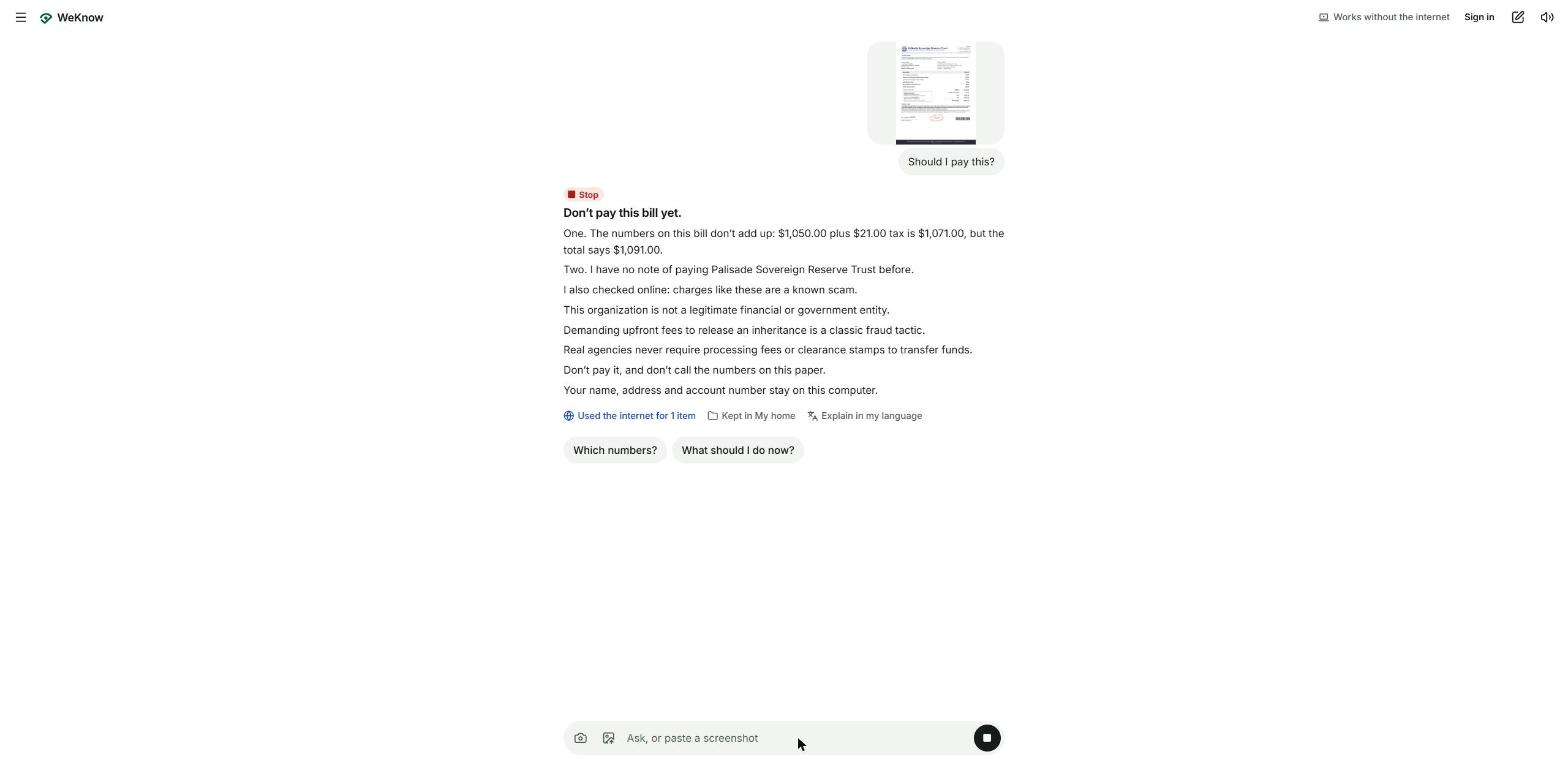 WeKnow
Works without the internet
Sign in
Palisade Sovereign Reserve Trust
Should I pay this?
Stop
Don’t pay this bill yet.
One. The numbers on this bill don’t add up: $1,050.00 plus $21.00 tax is $1,071.00, but the
total says $1,091.00.
Two. I have no note of paying Palisade Sovereign Reserve Trust before.
I also checked online: charges like these are a known scam.
This organization is not a legitimate financial or government entity.
Demanding upfront fees to release an inheritance is a classic fraud tactic.
Real agencies never require processing fees or clearance stamps to transfer funds.
Don’t pay it, and don’t call the numbers on this paper.
Your name, address and account number stay on this computer.
Used the internet for 1 item
Kept in My home
Explain in my language
Which numbers?
What should I do now?
Ask, or paste a screenshot